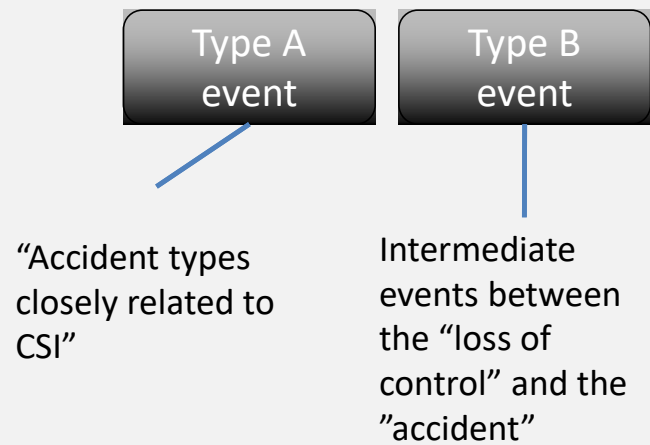 Type A
event
Type B
event
“Accident types
closely related to
CSI”
Intermediate
events between
the “loss of
control” and the
”accident”